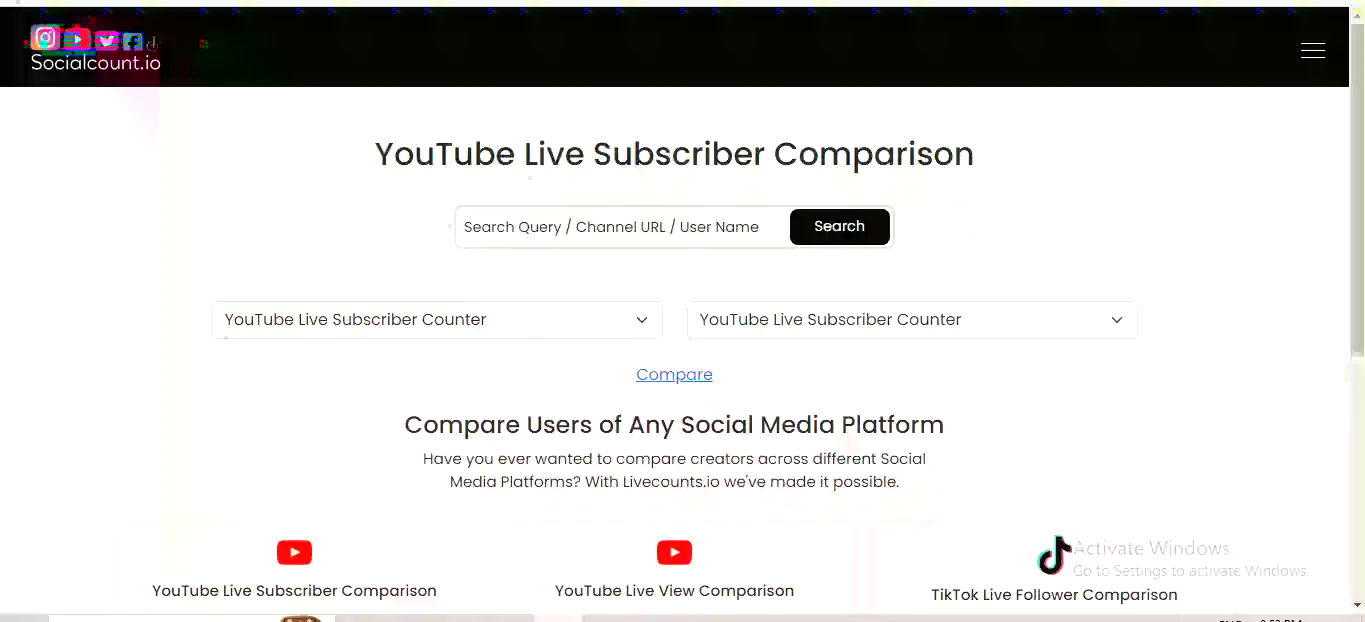 Socialcount.io
YouTube Live Subscriber Comparison
Search Query / Channel URL / User Name
Search
YouTube Live Subscriber Counter
YouTube Live Subscriber Counter
Compare
Compare Users of Any Social Media Platform
Have you ever wanted to compare creators across different Social
Media Platforms? With Livecounts.io we've made it possible.
YouTube Live Subscriber Comparison
YouTube Live View Comparison
TikTok Live Follower Comparison
Activate Windows
Go to Settings to activate Windows.